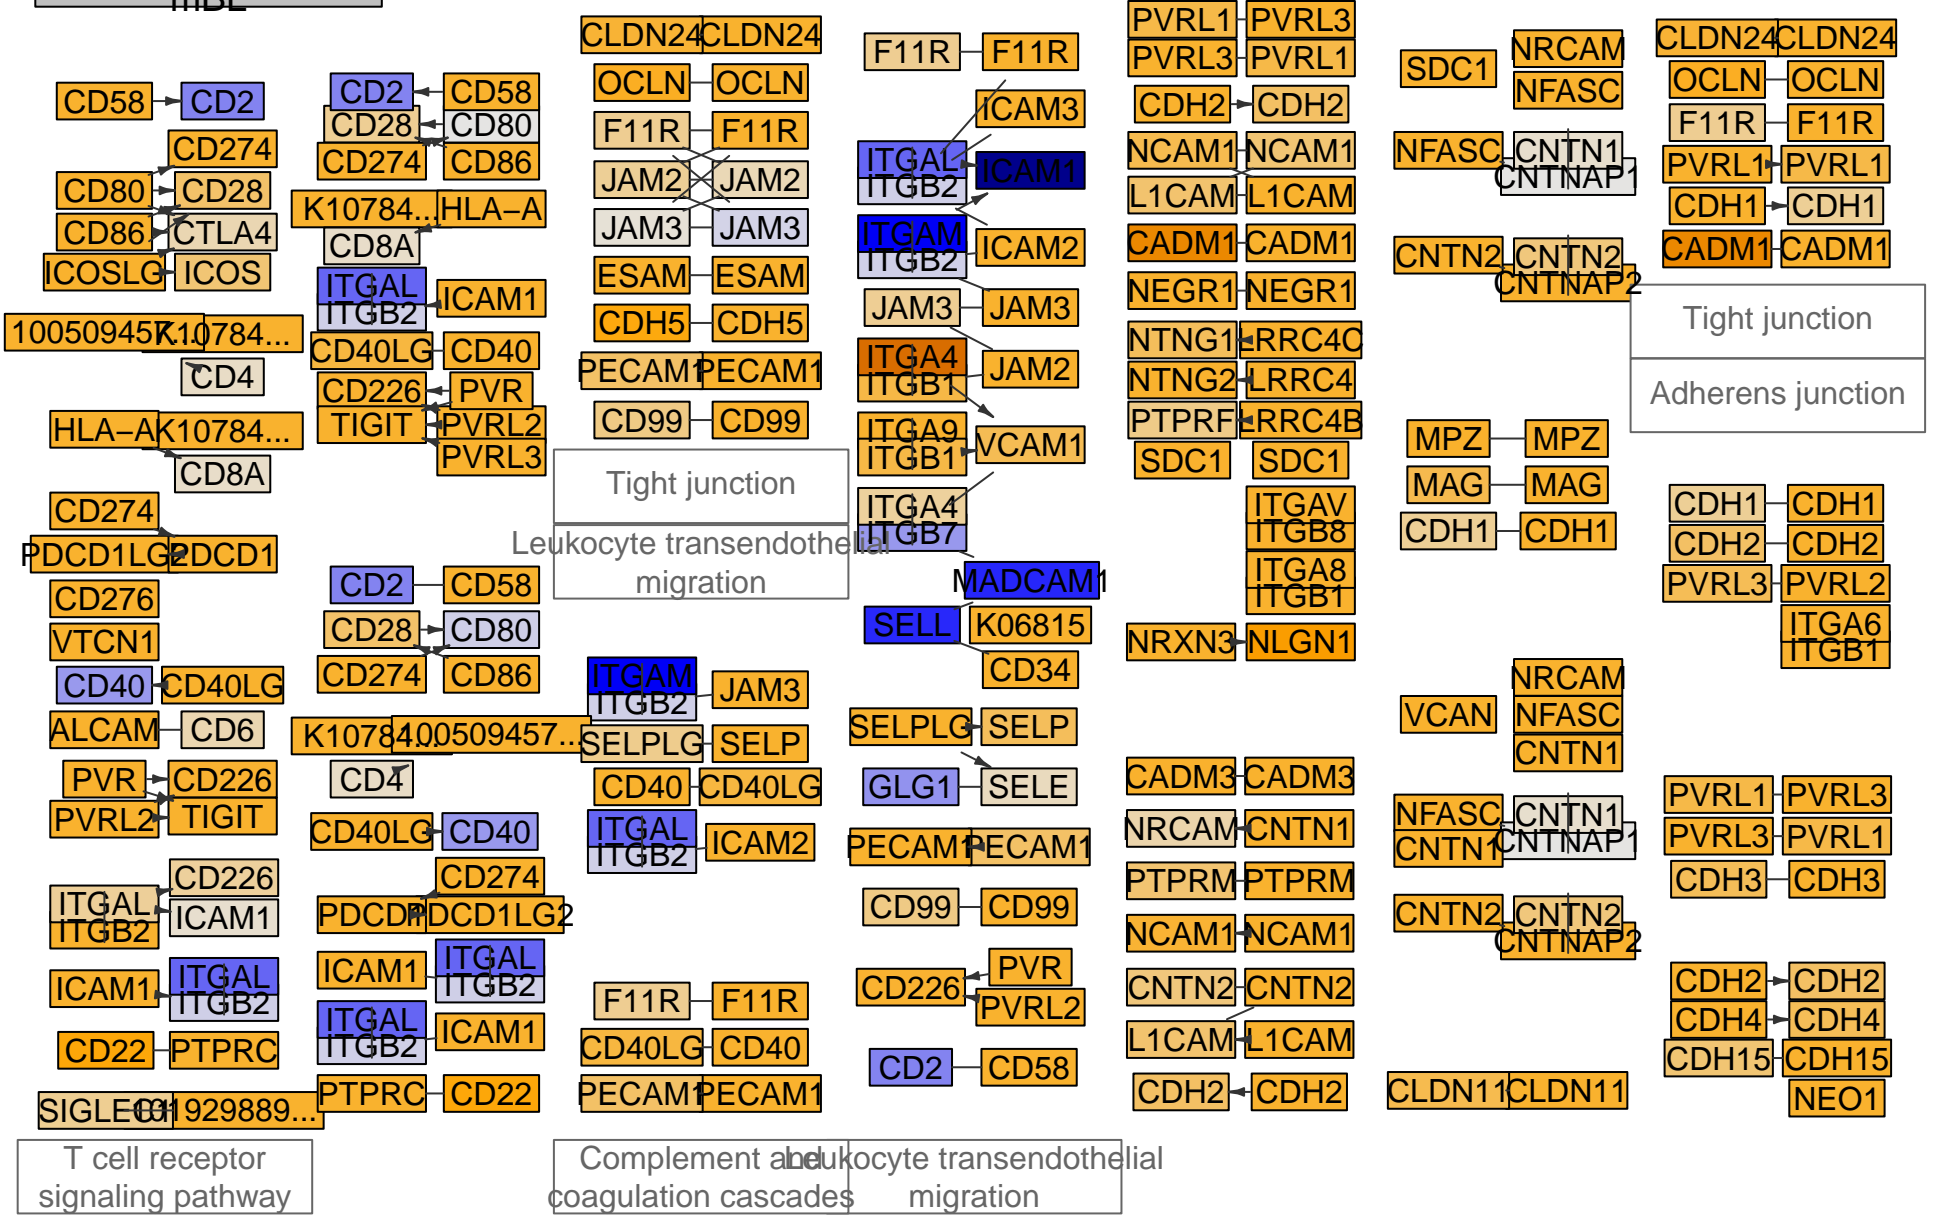 mBL
CD58 CD2
CD274
CD80 CD28
CD86 CTLA4
ICOSLG ICOS
100509457... K10784...
CD4
HLA−A K10784...
CD8A
CD274
PDCD1LG2 PDCD1
CD276
VTCN1
CD40 CD40LG
ALCAM CD6
PVR CD226
PVRL2 TIGIT
CD226
ITGAL ICAM1
ITGB2
ICAM1 ITGAL
ITGB2
CD22 PTPRC
101929889...
T cell receptor
signaling pathway
CD2 CD58
CD28 CD80
CD274 CD86
K10784... HLA−A
CD8A
ITGAL
ITGB2 ICAM1
CD40LG CD40
CD226 PVR
TIGIT PVRL2
PVRL3
CD2 CD58
CD28 CD80
CD274 CD86
K10784... 100509457...
CD4
CD40LG CD40
CD274
PDCD1 PDCD1LG2
ICAM1 ITGAL
ITGB2
ITGAL ICAM1
ITGB2
PTPRC CD22
CLDN24 CLDN24
OCLN OCLN
F11R F11R
JAM2 JAM2
JAM3 JAM3
ESAM ESAM
CDH5 CDH5
PECAM1 PECAM1
CD99 CD99
Tight junction
Leukocyte transendothelial
migration
ITGAM JAM3
ITGB2
SELPLG SELP
CD40 CD40LG
ITGAL ICAM2
ITGB2
F11R F11R
CD40LG CD40
PECAM1 PECAM1
Complement and
coagulation cascades
F11R F11R
ICAM3
ITGAL ICAM1
ITGB2
ITGAM ICAM2
ITGB2
JAM3 JAM3
ITGA4 JAM2
ITGB1
ITGA9 VCAM1
ITGB1
ITGA4
ITGB7
MADCAM1
SELL K06815
CD34
SELPLG SELP
GLG1 SELE
PECAM1 PECAM1
CD99 CD99
CD226 PVR
PVRL2
CD2 CD58
Leukocyte transendothelial
migration
PVRL1 PVRL3
PVRL3 PVRL1
CDH2 CDH2
NCAM1 NCAM1
L1CAM L1CAM
CADM1 CADM1
NEGR1 NEGR1
NTNG1 LRRC4C
NTNG2 LRRC4
PTPRF LRRC4B
SDC1 SDC1
ITGAV
ITGB8
ITGA8
ITGB1
NRXN3 NLGN1
CADM3 CADM3
NRCAM CNTN1
PTPRM PTPRM
NCAM1 NCAM1
CNTN2 CNTN2
L1CAM L1CAM
CDH2 CDH2
SDC1 NRCAM
NFASC
NFASC CNTN1
CNTNAP1
CNTN2 CNTN2
CNTNAP2
MPZ MPZ
MAG MAG
CDH1 CDH1
NRCAM
VCAN NFASC
CNTN1
NFASC CNTN1
CNTN1 CNTNAP1
CNTN2 CNTN2
CNTNAP2
CLDN11 CLDN11
CLDN24 CLDN24
OCLN OCLN
F11R F11R
PVRL1 PVRL1
CDH1 CDH1
CADM1 CADM1
Tight junction
Adherens junction
CDH1 CDH1
CDH2 CDH2
PVRL3 PVRL2
ITGA6
ITGB1
PVRL1 PVRL3
PVRL3 PVRL1
CDH3 CDH3
CDH2 CDH2
CDH4 CDH4
CDH15 CDH15
NEO1